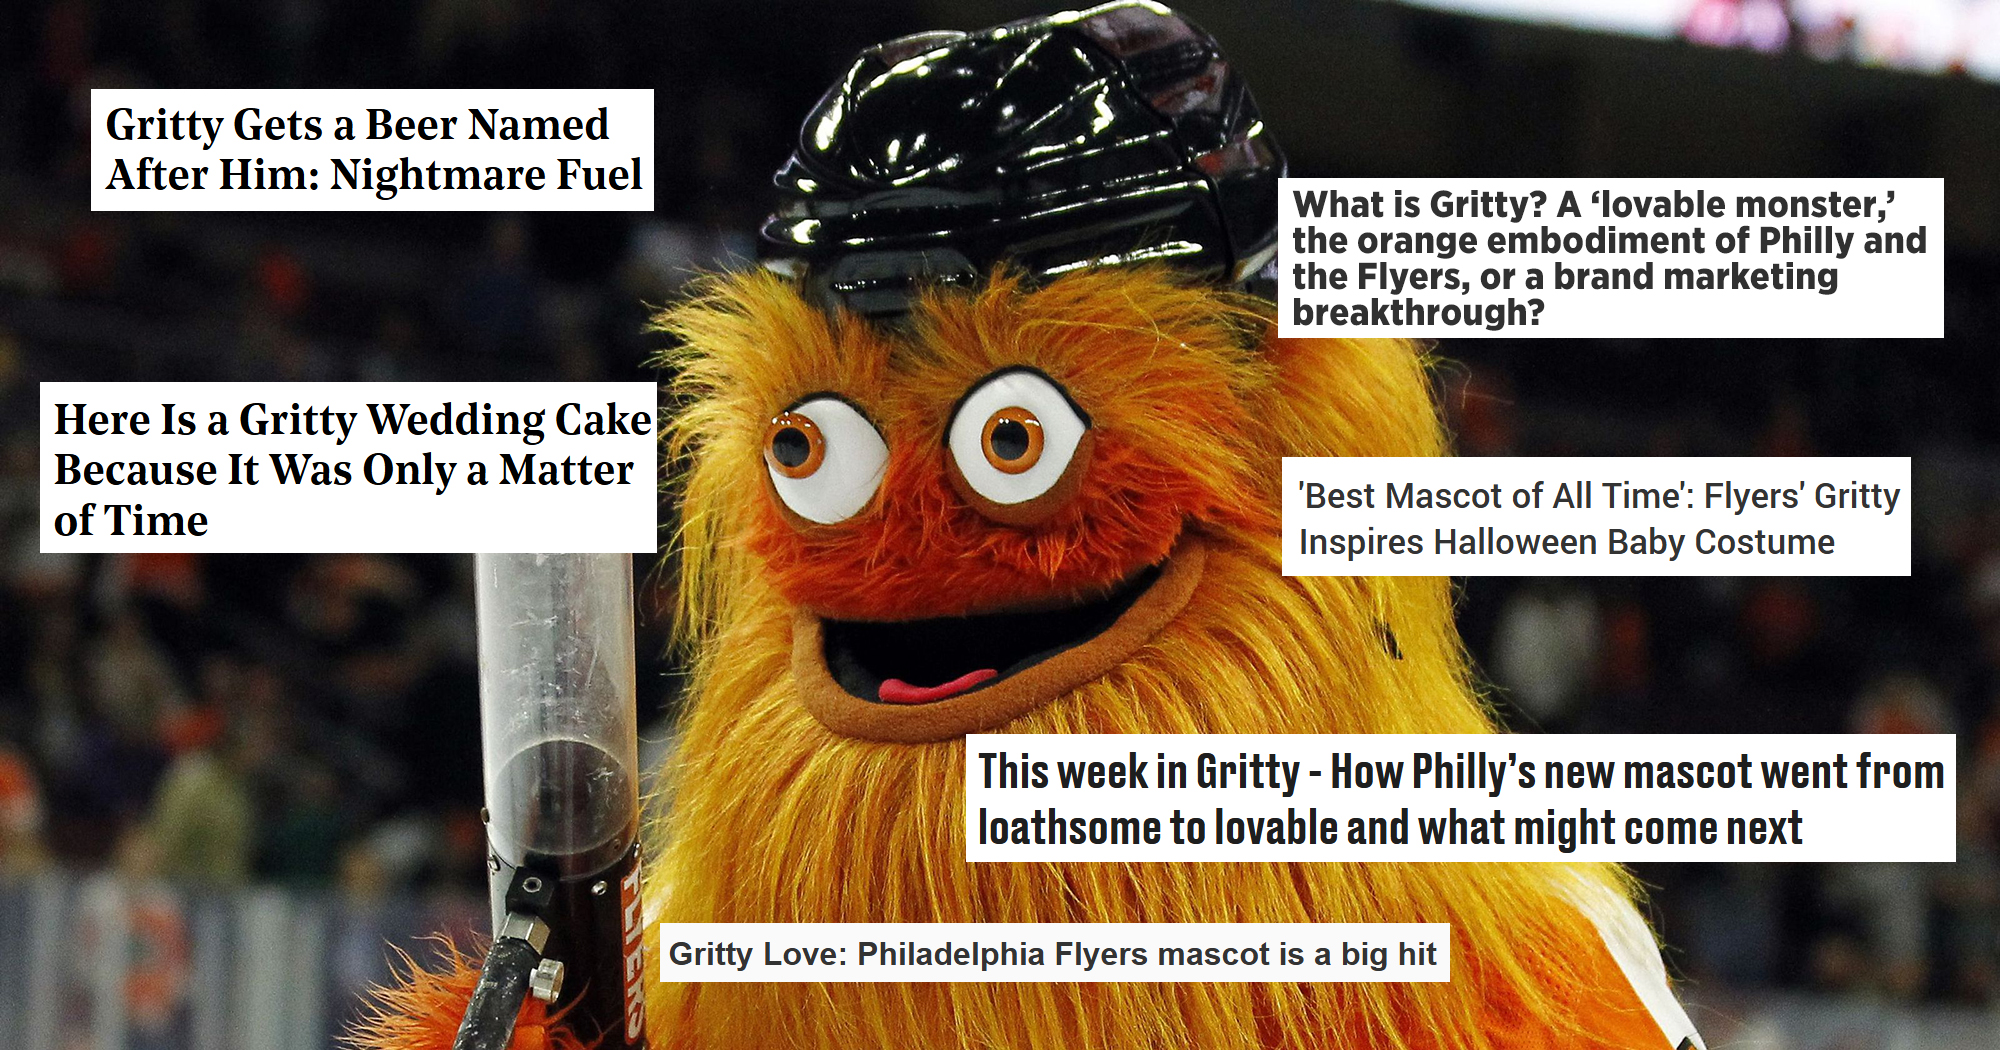 Gritty Gets a Beer Named
After Him: Nightmare Fuel
What is Gritty? A ‘lovable monster,’
the orange embodiment of Philly and
the Flyers, or a brand marketing
breakthrough?
Here Is a Gritty Wedding Cake
Because It Was Only a Matter
of Time
'Best Mascot of All Time': Flyers' Gritty
Inspires Halloween Baby Costume
This week in Gritty - How Philly’s new mascot went from
loathsome to lovable and what might come next
FLYERS
Gritty Love: Philadelphia Flyers mascot is a big hit